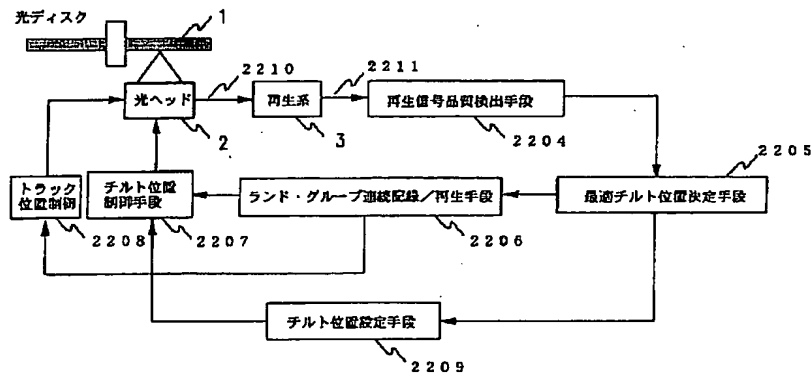 光ディスク
1
2210
2211
光ヘッド
再生系
再生信号品質検出手段
2
3
2204
2205
トラック
位置制御
チルト位置
制御手段
ランド・グルーブ連続記録/再生手段
最適チルト位置決定手段
2208
2207
2206
チルト位置設定手段
2209